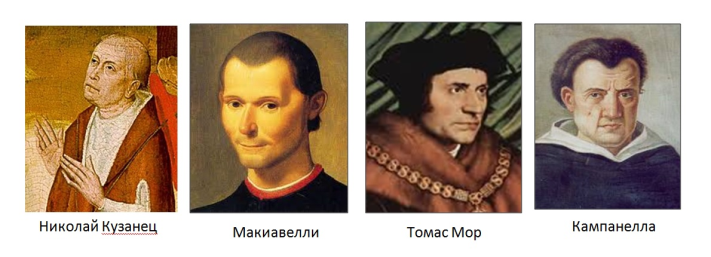 Николай Кузанец
Макиавелли
Томас Мор
Кампанелла